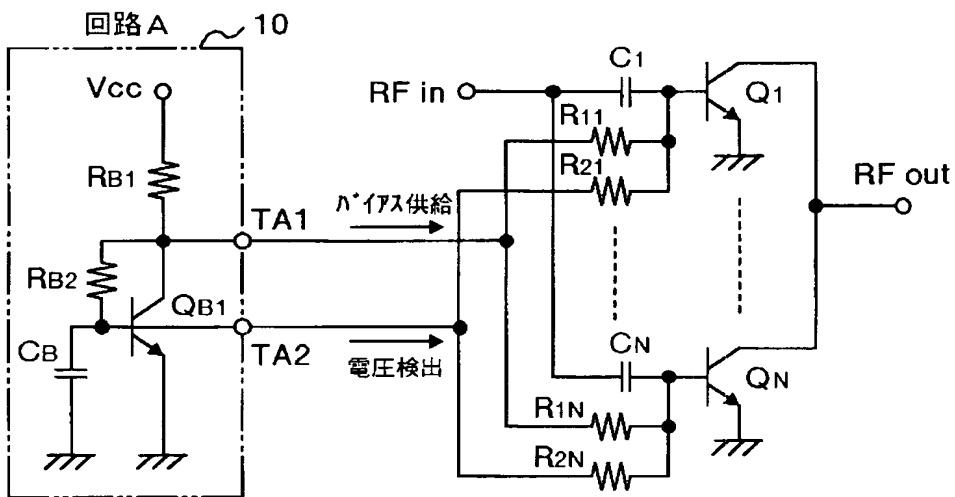 回路A 10
Vcc
RB1
TA1
RB2
QB1
CB
TA2
バイアス供給
電圧検出
RF in
C1
R11
R21
Q1
RF out
CN
QN
R1N
R2N